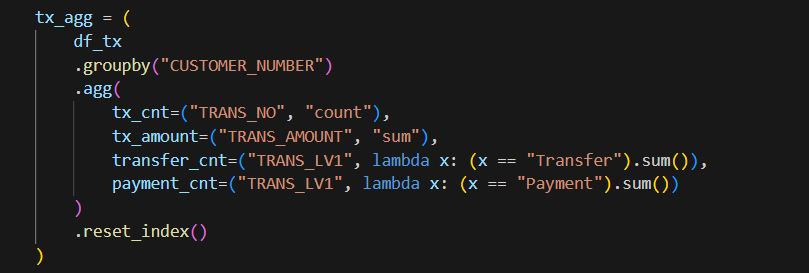 tx_agg = (
    df_tx
    .groupby("CUSTOMER_NUMBER")
    .agg(
        tx_cnt=("TRANS_NO", "count"),
        tx_amount=("TRANS_AMOUNT", "sum"),
        transfer_cnt=("TRANS_LV1", lambda x: (x == "Transfer").sum()),
        payment_cnt=("TRANS_LV1", lambda x: (x == "Payment").sum())
    )
    .reset_index()
)